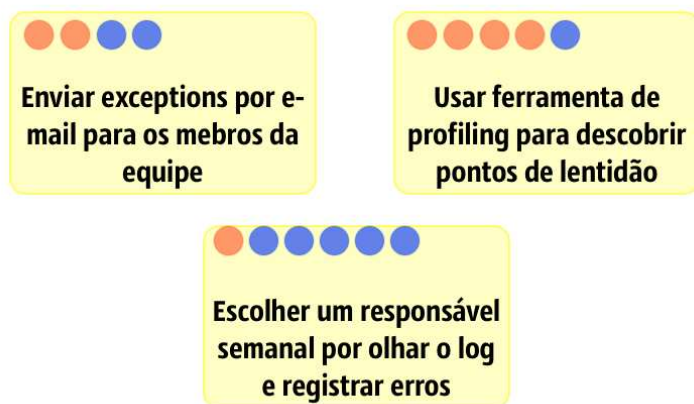 Enviar exceptions por e-
mail para os mebros da
equipe
Usar ferramenta de
profiling para descobrir
pontos de lentidão
Escolher um responsável
semanal por olhar o log
e registrar erros